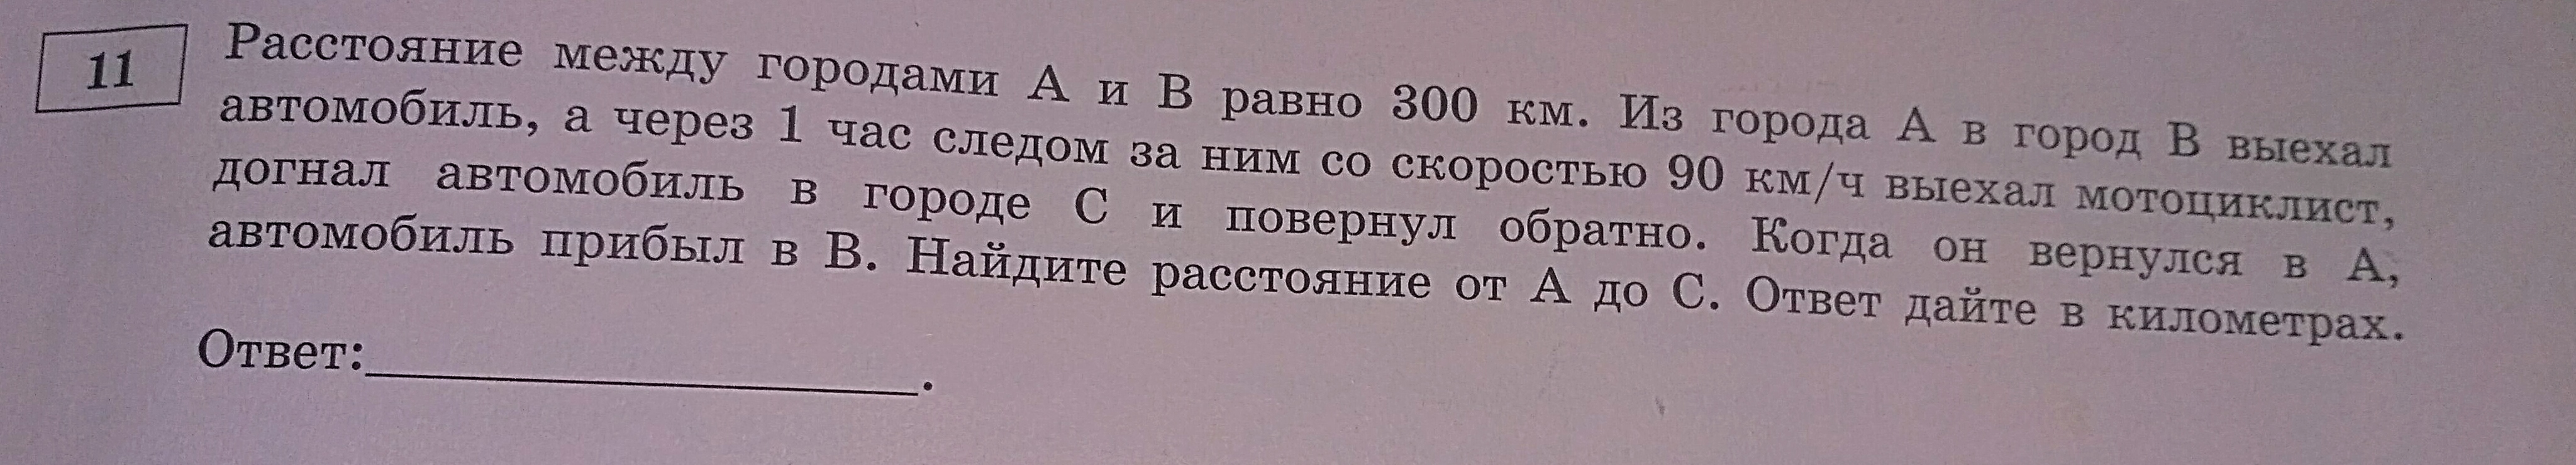 11
Расстояние между городами А и В равно 300 км. Из города А в город В выехал
автомобиль, а через 1 час следом за ним со скоростью 90 км/ч выехал мотоциклист,
догнал автомобиль в городе С и повернул обратно. Когда он вернулся в А,
автомобиль прибыл в В. Найдите расстояние от А до С. Ответ дайте в километрах.
Ответ:____________________.